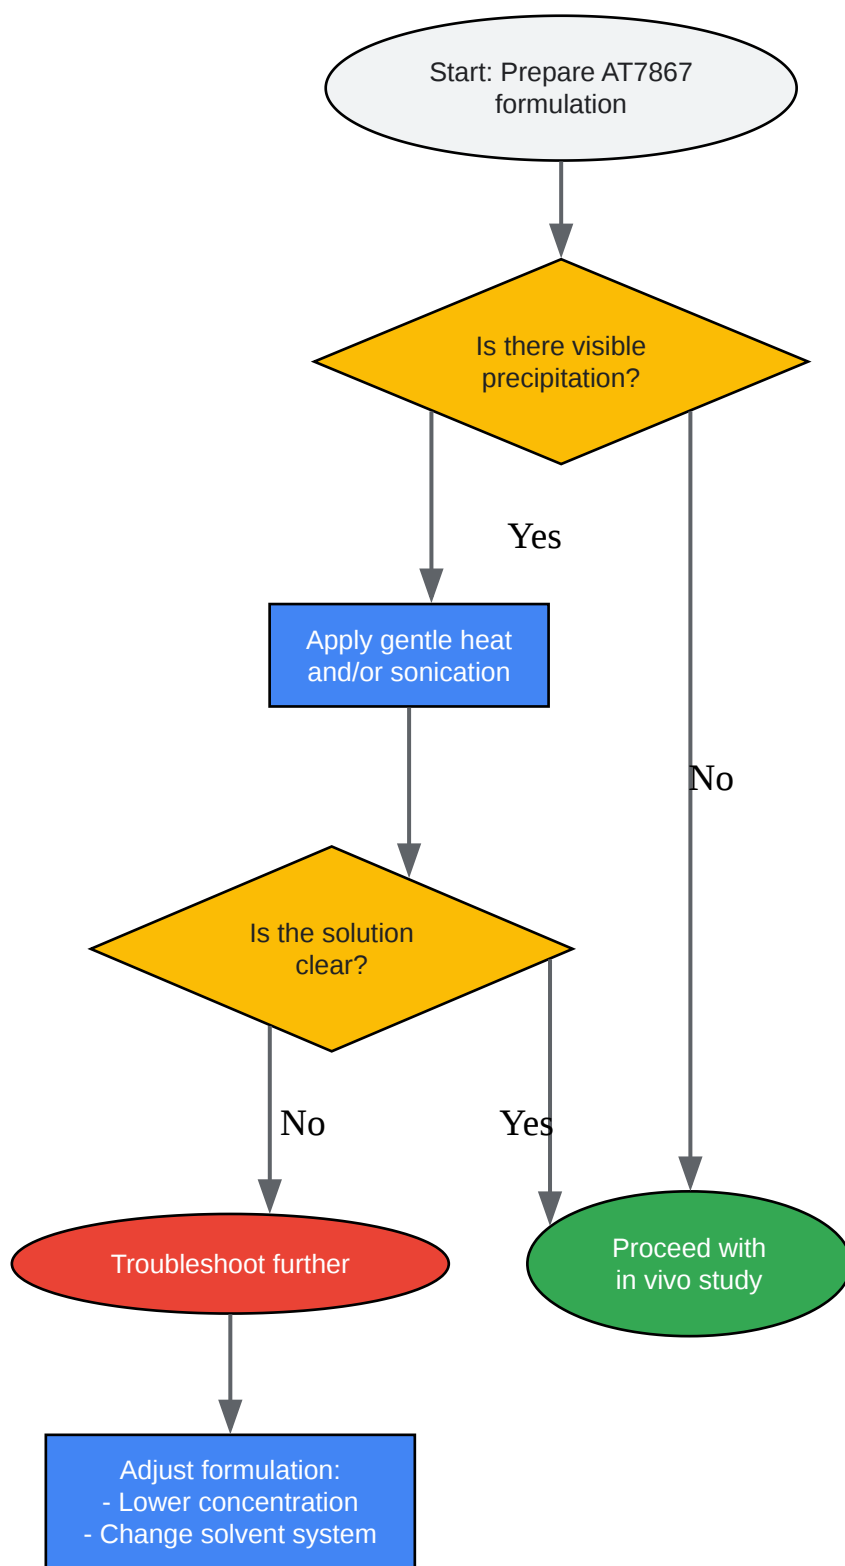 Start: Prepare AT7867
formulation
Is there visible
precipitation?
Yes
Apply gentle heat
and/or sonication
No
Is the solution
clear?
No
Yes
Troubleshoot further
Proceed with
in vivo study
Adjust formulation:
- Lower concentration
- Change solvent system